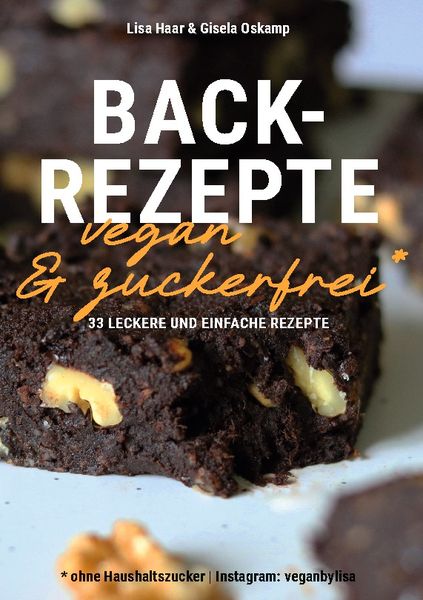 Lisa Haar & Gisela Oskamp
BACK-
REZEPTE
vegan
& zuckerfrei*
33 LECKERE UND EINFACHE REZEPTE
* ohne Haushaltszucker | Instagram: veganbylisa